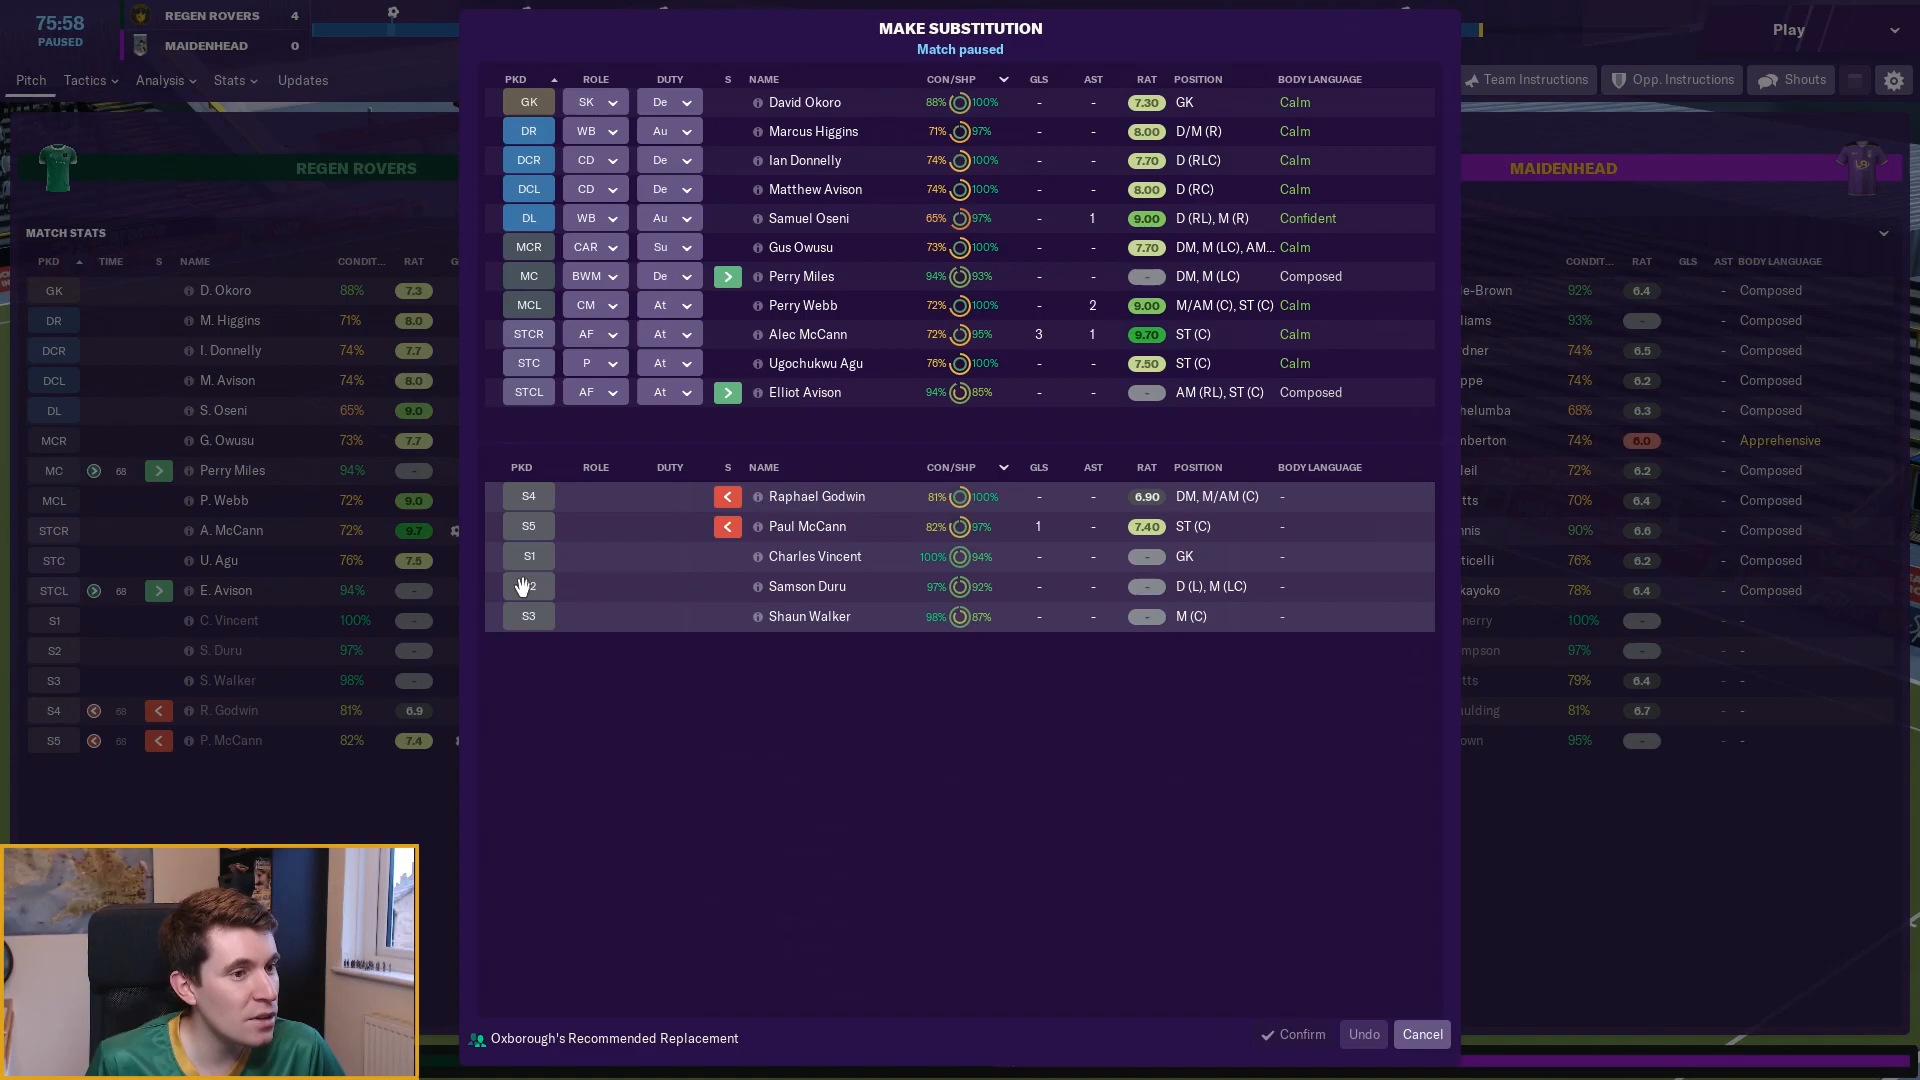 75:58
PAUSED
REGEN ROVERS 4
MAIDENHEAD 0
Pitch Tactics Analysis Stats Updates
MAKE SUBSTITUTION
Match paused
Play
Team Instructions Opp. Instructions Shouts
PKD ROLE DUTY S NAME CON/SHP GLS AST RAT POSITION BODY LANGUAGE
GK SK De David Okoro 88% 100% - - 7.30 GK Calm
DR WB Au Marcus Higgins 71% 97% - - 8.00 D/M (R) Calm
DCR CD De Ian Donnelly 74% 100% - - 7.70 D (RLC) Calm
DCL CD De Matthew Avison 74% 100% - - 8.00 D (RC) Calm
DL WB Au Samuel Oseni 65% 97% - 1 9.00 D (RL), M (R) Confident
MCR CAR Su Gus Owusu 73% 100% - - 7.70 DM, M (LC), AM... Calm
MC BWM De > Perry Miles 94% 93% - - - DM, M (LC) Composed
MCL CM At Perry Webb 72% 100% - 2 9.00 M/AM (C), ST (C) Calm
STCR AF At Alec McCann 72% 95% 3 1 9.70 ST (C) Calm
STC P At Ugochukwu Agu 76% 100% - - 7.50 ST (C) Calm
STCL AF At > Elliot Avison 94% 85% - - - AM (RL), ST (C) Composed
PKD ROLE DUTY S NAME CON/SHP GLS AST RAT POSITION BODY LANGUAGE
S4 < Raphael Godwin 81% 100% - - 6.90 DM, M/AM (C) -
S5 < Paul McCann 82% 97% 1 - 7.40 ST (C) -
S1 Charles Vincent 100% 94% - - - GK -
2 Samson Duru 97% 92% - - - D (L), M (LC) -
S3 Shaun Walker 98% 87% - - - M (C) -
Oxborough's Recommended Replacement
Confirm Undo Cancel
REGEN ROVERS
MATCH STATS
PKD TIME S NAME CONDIT... RAT G
GK D. Okoro 88% 7.3
DR M. Higgins 71% 8.0
DCR I. Donnelly 74% 7.7
DCL M. Avison 74% 8.0
DL S. Oseni 65% 9.0
MCR G. Owusu 73% 7.7
MC 68 > Perry Miles 94% -
MCL P. Webb 72% 9.0
STCR A. McCann 72% 9.7
STC U. Agu 76% 7.5
STCL 68 > E. Avison 94% -
S1 C. Vincent 100% -
S2 S. Duru 97% -
S3 S. Walker 98% -
S4 68 < R. Godwin 81% 6.9
S5 68 < P. McCann 82% 7.4
MAIDENHEAD
CONDIT... RAT GLS AST BODY LANGUAGE
le-Brown 92% 6.4 - Composed
liams 93% - - Composed
rdner 74% 6.5 - Composed
ppe 74% 6.2 - Composed
helumba 68% 6.3 - Composed
mberton 74% 6.0 - Apprehensive
leil 72% 6.2 - Composed
tts 70% 6.4 - Composed
nnis 90% 6.6 - Composed
ticelli 76% 6.2 - Composed
kayoko 78% 6.4 - Composed
nerry 100% - - -
mpson 97% - - -
tts 79% 6.4 - -
aulding 81% 6.7 - -
own 95% - - -